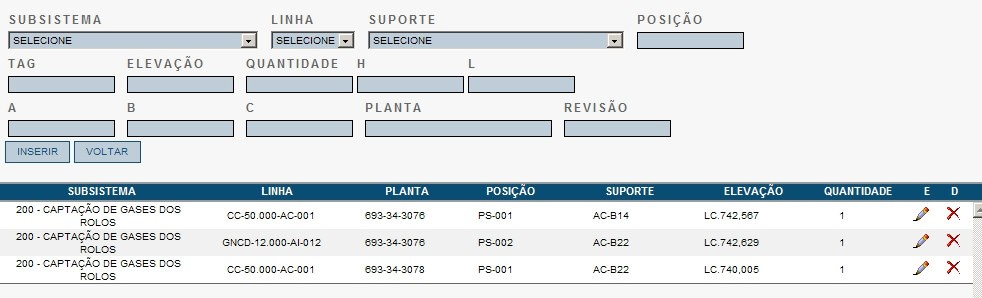 SUBSISTEMA LINHA SUPORTE POSIÇÃO
SELECIONE SELECIONE SELECIONE
TAG ELEVAÇÃO QUANTIDADE H L
A B C PLANTA REVISÃO
INSERIR VOLTAR
SUBSISTEMA LINHA PLANTA POSIÇÃO SUPORTE ELEVAÇÃO QUANTIDADE E D
200 - CAPTAÇÃO DE GASES DOS
ROLOS
CC-50.000-AC-001 693-34-3076 PS-001 AC-B14 LC.742,567 1
200 - CAPTAÇÃO DE GASES DOS
ROLOS
GNCD-12.000-AI-012 693-34-3076 PS-002 AC-B22 LC.742,629 1
200 - CAPTAÇÃO DE GASES DOS
ROLOS
CC-50.000-AC-001 693-34-3078 PS-001 AC-B22 LC.740,005 1